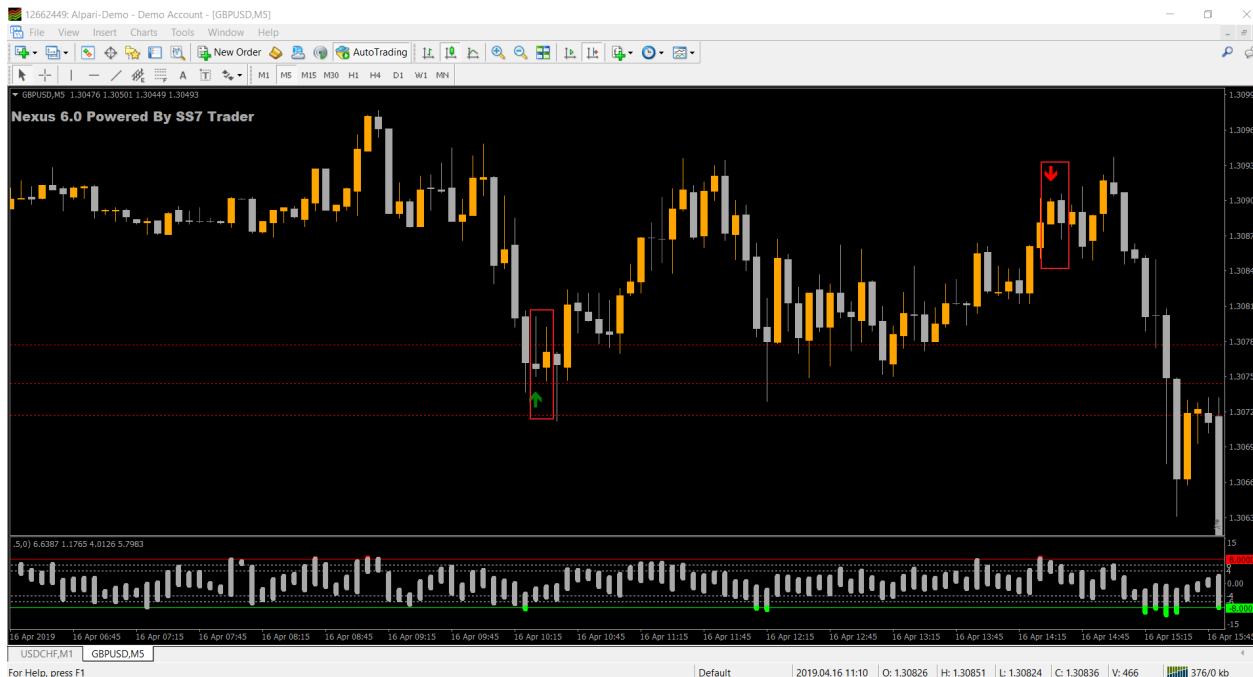 12662449: Alpari-Demo - Demo Account - [GBPUSD,M5]
File View Insert Charts Tools Window Help
New Order AutoTrading
A T M1 M5 M15 M30 H1 H4 D1 W1 MN
GBPUSD,M5 1.30476 1.30501 1.30449 1.30493
Nexus 6.0 Powered By SS7 Trader
1.3099
1.3096
1.3093
1.3090
1.3087
1.3084
1.3081
1.3078
1.3075
1.3072
1.3069
1.3066
1.3063
.5,0) 6.6387 1.1765 4.0126 5.7983
15
8.000
4
0.00
-4
-8.000
-15
16 Apr 2019 16 Apr 06:45 16 Apr 07:15 16 Apr 07:45 16 Apr 08:15 16 Apr 08:45 16 Apr 09:15 16 Apr 09:45 16 Apr 10:15 16 Apr 10:45 16 Apr 11:15 16 Apr 11:45 16 Apr 12:15 16 Apr 12:45 16 Apr 13:15 16 Apr 13:45 16 Apr 14:15 16 Apr 14:45 16 Apr 15:15 16 Apr 15:45
USDCHF,M1 GBPUSD,M5
For Help, press F1 Default 2019.04.16 11:10 O: 1.30826 H: 1.30851 L: 1.30824 C: 1.30836 V: 466 376/0 kb